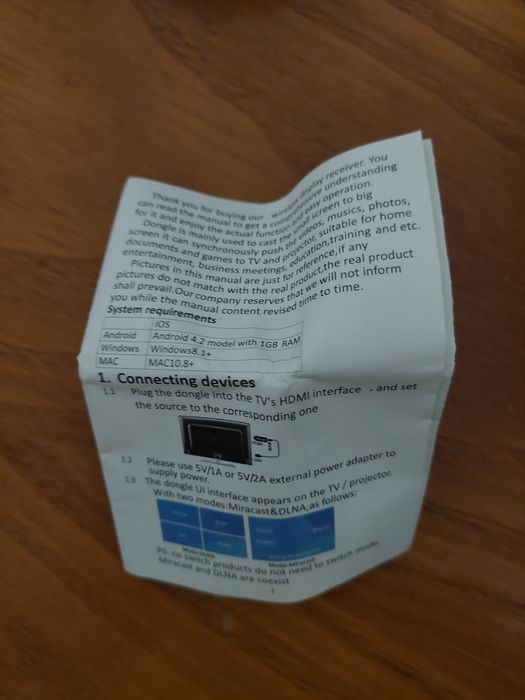 Thank you for buying our wireless display receiver. You
can read the manual to get a comprehensive understanding
for it and enjoy the actual function and easy operation.
Dongle is mainly used to cast the small screen to big
screen it can synchronously push the videos, musics, photos,
documents and games to TV and projector, suitable for home
entertainment, business meetings, education,training and etc.
Pictures in this manual are just for reference,if any
pictures do not match with the real product,the real product
shall prevail.Our company reserves that we will not inform
you while the manual content revised time to time.
System requirements
iOS
Android Android 4.2 model with 1GB RAM
Windows Windows8.1+
MAC MAC10.8+
1. Connecting devices
1.1 Plug the dongle into the TV's HDMI interface , and set
the source to the corresponding one
1.2 Please use 5V/1A or 5V/2A external power adapter to
supply power.
1.3 The dongle UI interface appears on the TV / projector.
With two modes:Miracast&DLNA,as follows:
Mode:DLNA Mode:Miracast
PS: no switch products do not need to switch mode.
Miracast and DLNA are coexist
1